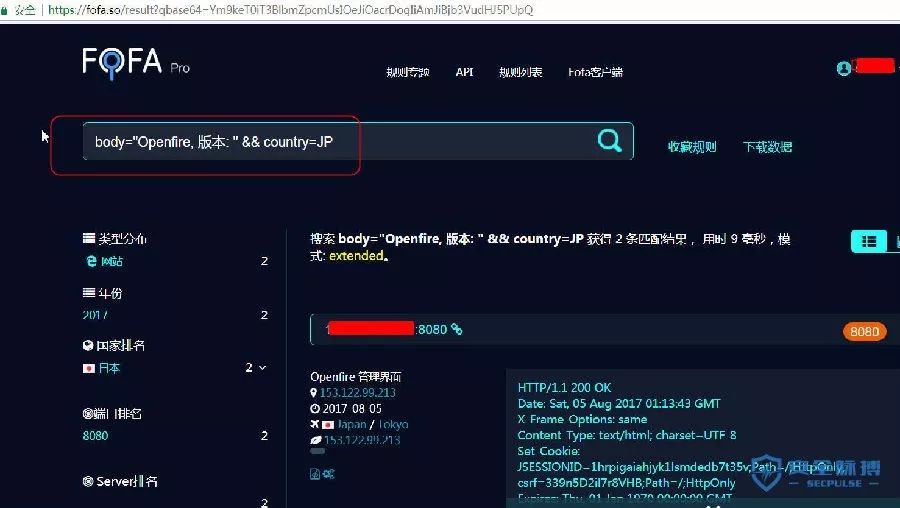 安全 | https://fofa.so/result?qbase64=Ym9keT0iT3BlbmZpcmUsIOeJiOacrDogIiAmJiBjb3VudHJ5PUpQ
FOFA Pro
规则专题 API 规则列表 Fofa客户端
body="Openfire, 版本: " && country=JP
收藏规则 下载数据
类型分布
网站 2
年份
2017 2
国家排名
日本 2
端口排名
8080 2
Server排名
2
搜索 body="Openfire, 版本: " && country=JP 获得 2 条匹配结果， 用时 9 毫秒，模
式: extended。
:8080
8080
Openfire 管理界面
153.122.99.213
2017-08-05
Japan / Tokyo
153.122.99.213
HTTP/1.1 200 OK
Date: Sat, 05 Aug 2017 01:13:43 GMT
X Frame Options: same
Content Type: text/html; charset=UTF 8
Set Cookie:
JSESSIONID=1hrpigaiahjyk1lsmdedb7t35v;Path=/;HttpOnly
csrf=339n5D2il7r8VHB;Path=/;HttpOnly
Expires: Thu, 01 Jan 1970 00:00:00 GMT
安全脉搏
SECPULSE